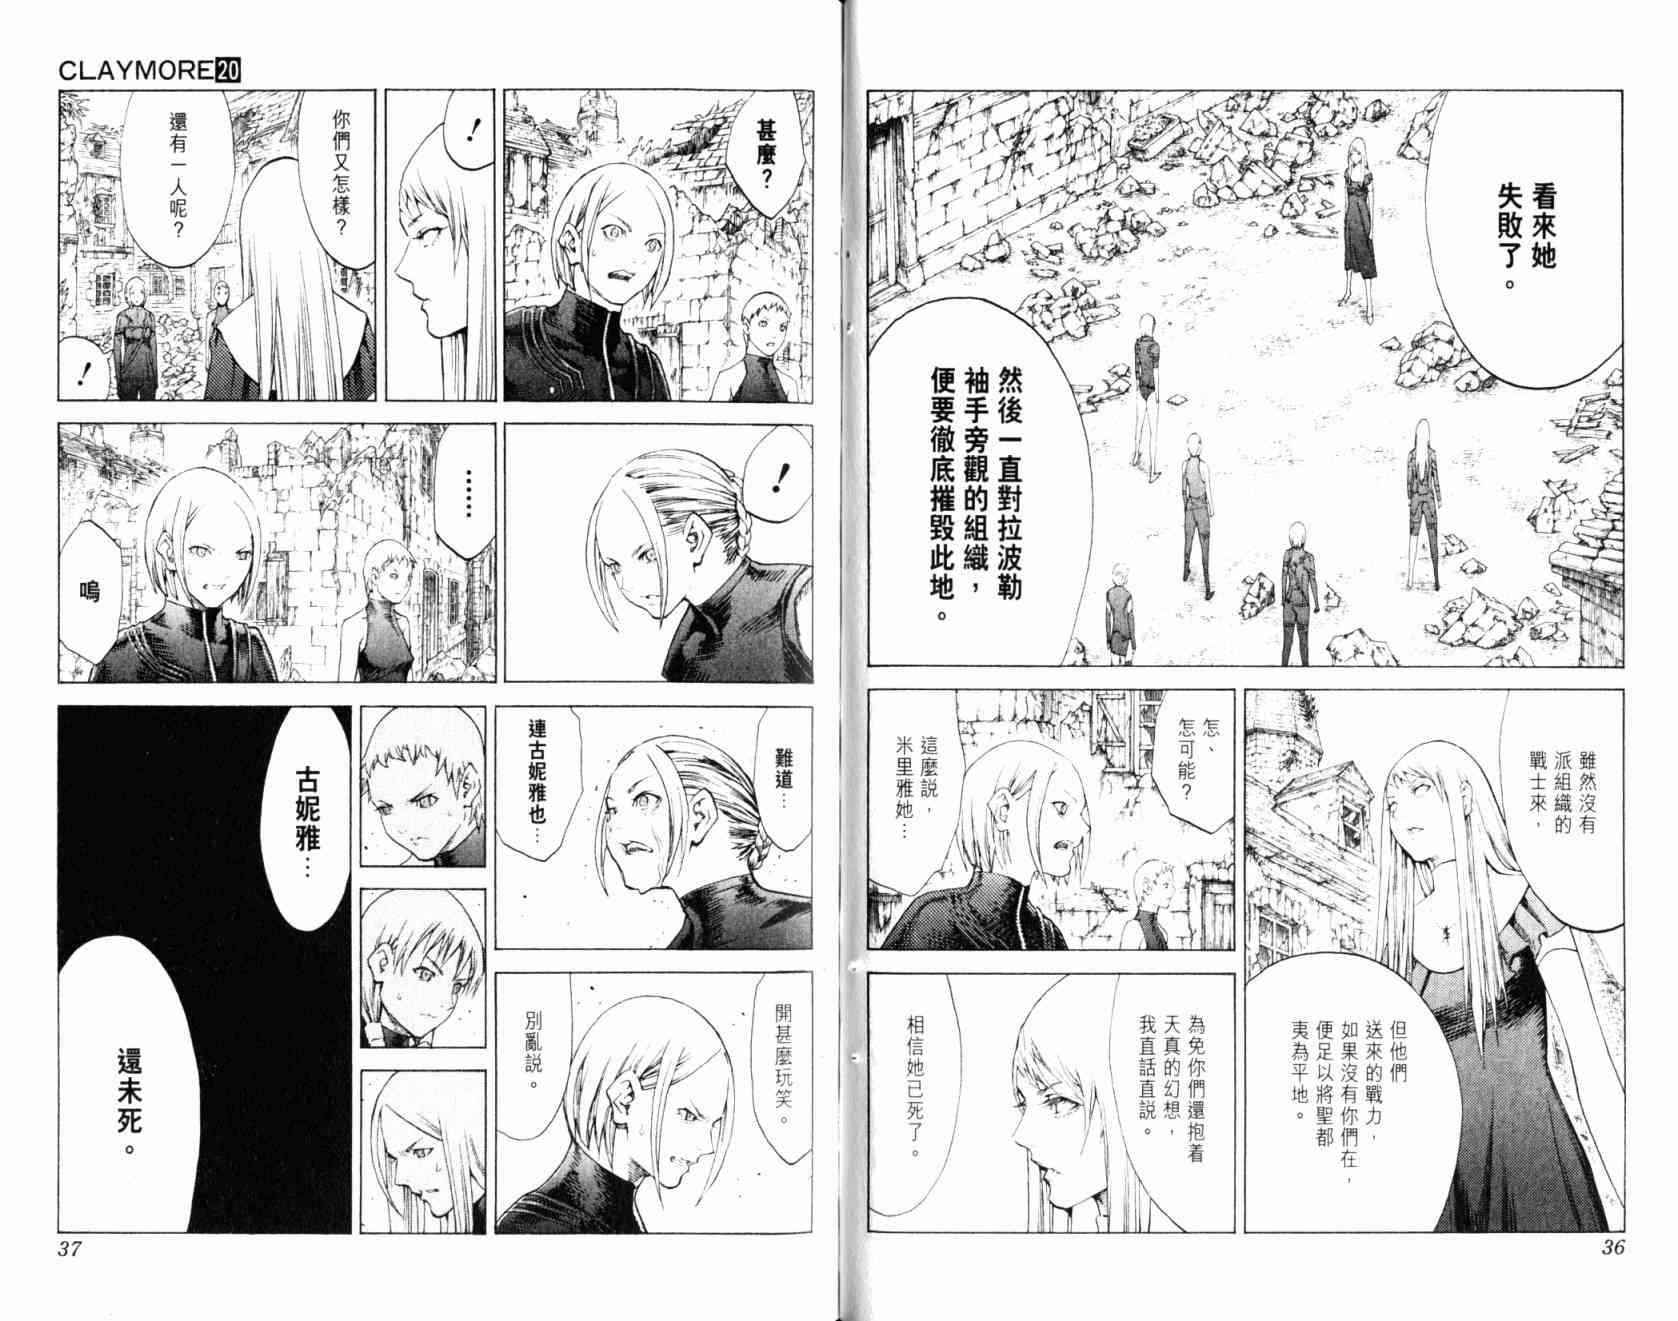 看來她
失敗了。
然後一直對拉波勒
袖手旁觀的組織，
便要徹底摧毀此地。
雖然沒有
派組織的
戰士來，
但他們
送來的戰力，
如果沒有你們在，
便足以將聖都
夷為平地。
怎、
怎可能？
這麼説，
米里雅她…
為免你們還抱着
天真的幻想，
我直話直説。
相信她已死了。
36
CLAYMORE20
甚麼？
！
你們又怎樣？
還有一人呢？
！
！
……
嗚
難道…
連古妮雅也…
開甚麼玩笑。
別亂説。
古妮雅…
還未死。
37